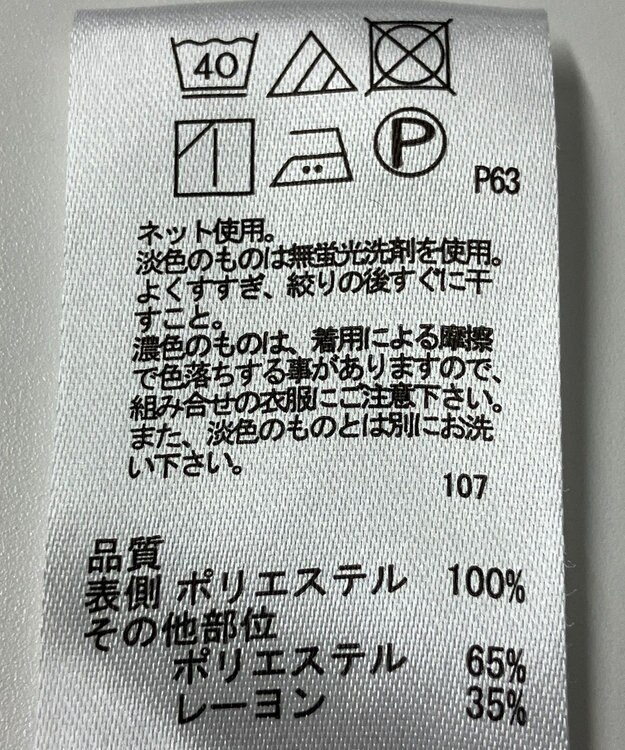 40
P
P63
ネット使用。
淡色のものは無蛍光洗剤を使用。
よくすすぎ、絞りの後すぐに干
すこと。
濃色のものは、着用による摩擦
で色落ちする事がありますので、
組み合せの衣服にご注意下さい。
また、淡色のものとは別にお洗
い下さい。
107
品質
表側 ポリエステル 100%
その他部位
ポリエステル 65%
レーヨン 35%